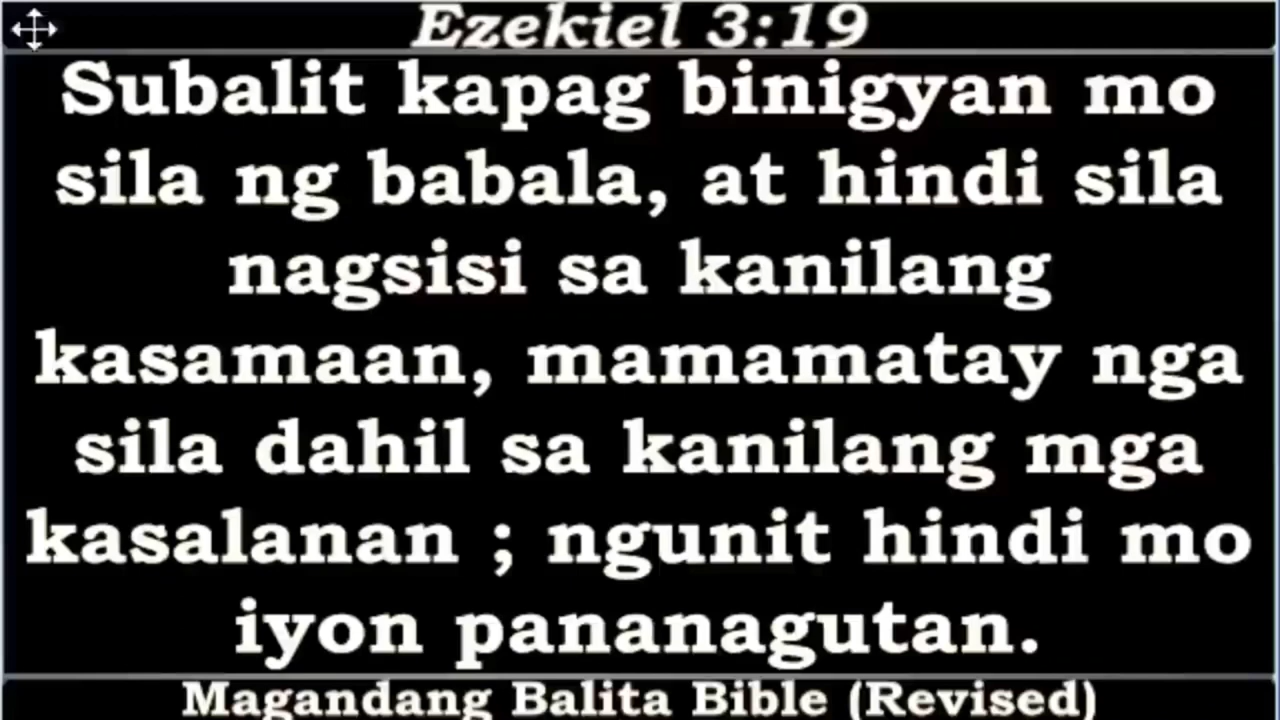 Ezekiel 3:19
Subalit kapag binigyan mo
sila ng babala, at hindi sila
nagsisi sa kanilang
kasamaan, mamamatay nga
sila dahil sa kanilang mga
kasalanan ; ngunit hindi mo
iyon pananagutan.
Magandang Balita Bible (Revised)